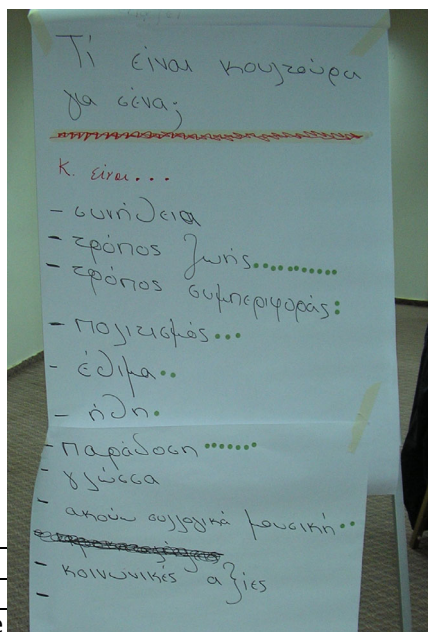 Τί είναι κουλτούρα
για σένα;
Κ. είναι...
- συνήθεια
- τρόπος ζωής
- τρόπος συμπεριφοράς
- πολιτισμός
- έθιμα
- ήθη
- παράδοση
- γλώσσα
- ακούω συλλογικά μουσική
- κοινωνικές αξίες
-